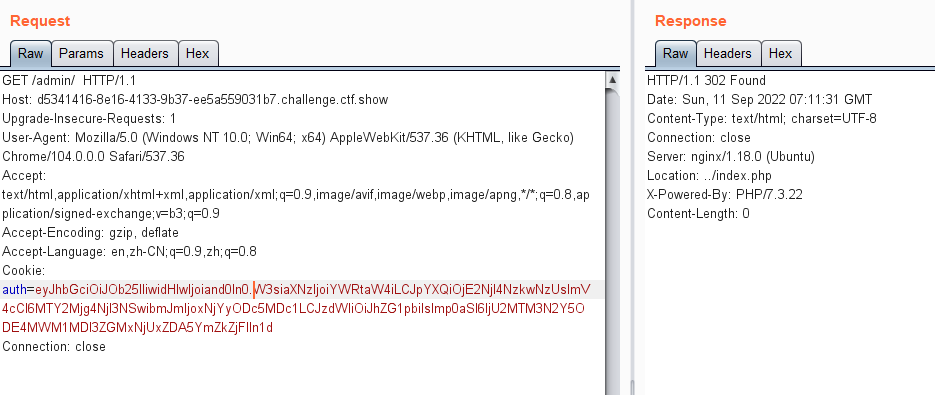 Request
Raw Params Headers Hex
GET /admin/ HTTP/1.1
Host: d5341416-8e16-4133-9b37-ee5a559031b7.challenge.ctf.show
Upgrade-Insecure-Requests: 1
User-Agent: Mozilla/5.0 (Windows NT 10.0; Win64; x64) AppleWebKit/537.36 (KHTML, like Gecko)
Chrome/104.0.0.0 Safari/537.36
Accept:
text/html,application/xhtml+xml,application/xml;q=0.9,image/avif,image/webp,image/apng,*/*;q=0.8,ap
plication/signed-exchange;v=b3;q=0.9
Accept-Encoding: gzip, deflate
Accept-Language: en,zh-CN;q=0.9,zh;q=0.8
Cookie:
auth=eyJhbGciOiJOb25lIiwidHlwIjoiand0In0.W3siaXNzIjoiYWRtaW4iLCJpYXQiOjE2NjI4NzkwNzUsImV
4cCI6MTY2Mjg4NjI3NSwibmJmIjoxNjYyODc5MDc1LCJzdWIiOiJhZG1pbiIsImp0aSI6IjU2MTM3N2Y5O
DE4MWM1MDI3ZGMxNjUxZDA5YmZkZjFlIn1d
Connection: close
Response
Raw Headers Hex
HTTP/1.1 302 Found
Date: Sun, 11 Sep 2022 07:11:31 GMT
Content-Type: text/html; charset=UTF-8
Connection: close
Server: nginx/1.18.0 (Ubuntu)
Location: ../index.php
X-Powered-By: PHP/7.3.22
Content-Length: 0